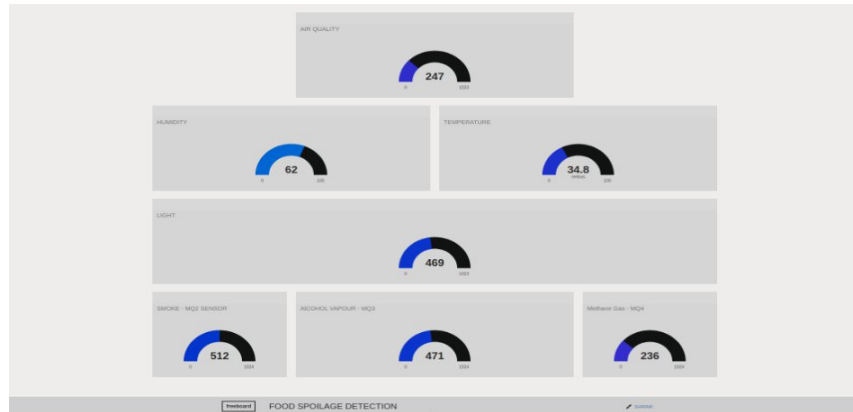 AIR QUALITY
247
0 1023
HUMIDITY
62
0 100
TEMPERATURE
34.8
celsius
0 100
LIGHT
469
0 1023
SMOKE - MQ2 SENSOR
512
0 1024
ALCOHOL VAPOUR - MQ3
471
0 1024
Methane Gas - MQ4
236
0 1024
freeboard
FOOD SPOILAGE DETECTION